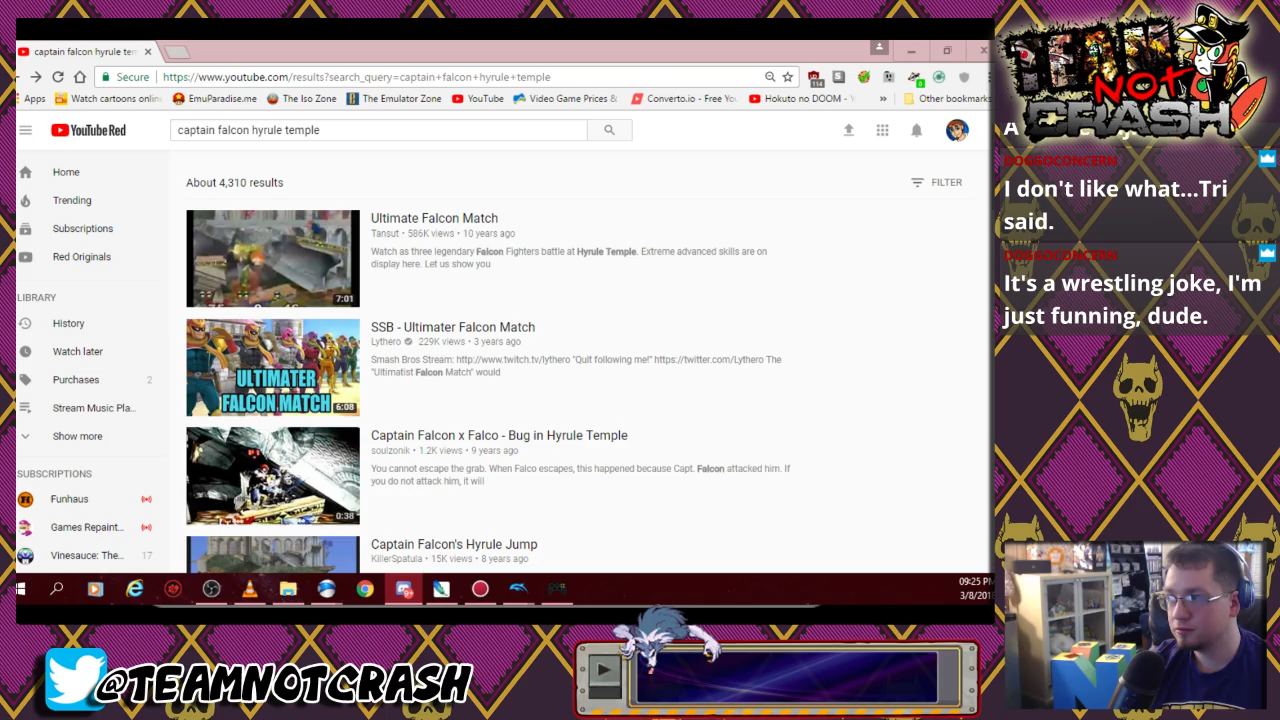 captain falcon hyrule ten
Secure
https://www.youtube.com/results?search_query=captain+falcon+hyrule+temple
Apps
Watch cartoons onlin
EmuParadise.me
The Iso Zone
The Emulator Zone
YouTube
Video Game Prices &
Converto.io - Free You
Hokuto no DOOM - Y
»
Other bookmarks
YouTube Red
captain falcon hyrule temple
Home
Trending
Subscriptions
Red Originals
LIBRARY
History
Watch later
Purchases 2
Stream Music Pla...
Show more
SUBSCRIPTIONS
Funhaus
Games Repaint...
Vinesauce: The... 17
About 4,310 results
FILTER
7:01
Ultimate Falcon Match
Tansut • 586K views • 10 years ago
Watch as three legendary Falcon Fighters battle at Hyrule Temple. Extreme advanced skills are on
display here. Let us show you
ULTIMATER
FALCON MATCH
6:08
SSB - Ultimater Falcon Match
Lythero 229K views • 3 years ago
Smash Bros Stream: http://www.twitch.tv/lythero "Quit following me!" https://twitter.com/Lythero The
"Ultimatist Falcon Match" would
0:38
Captain Falcon x Falco - Bug in Hyrule Temple
soulzonik • 1.2K views • 9 years ago
You cannot escape the grab. When Falco escapes, this happened because Capt. Falcon attacked him. If
you do not attack him, it will
Captain Falcon's Hyrule Jump
KillerSpatula • 15K views • 8 years ago
09:25 PM
3/8/2018
TEAM
NOT
CRASH
DOGGOCONCERN
I don't like what...Tri
said.
DOGGOCONCERN
It's a wrestling joke, I'm
just funning, dude.
@TEAMNOTCRASH